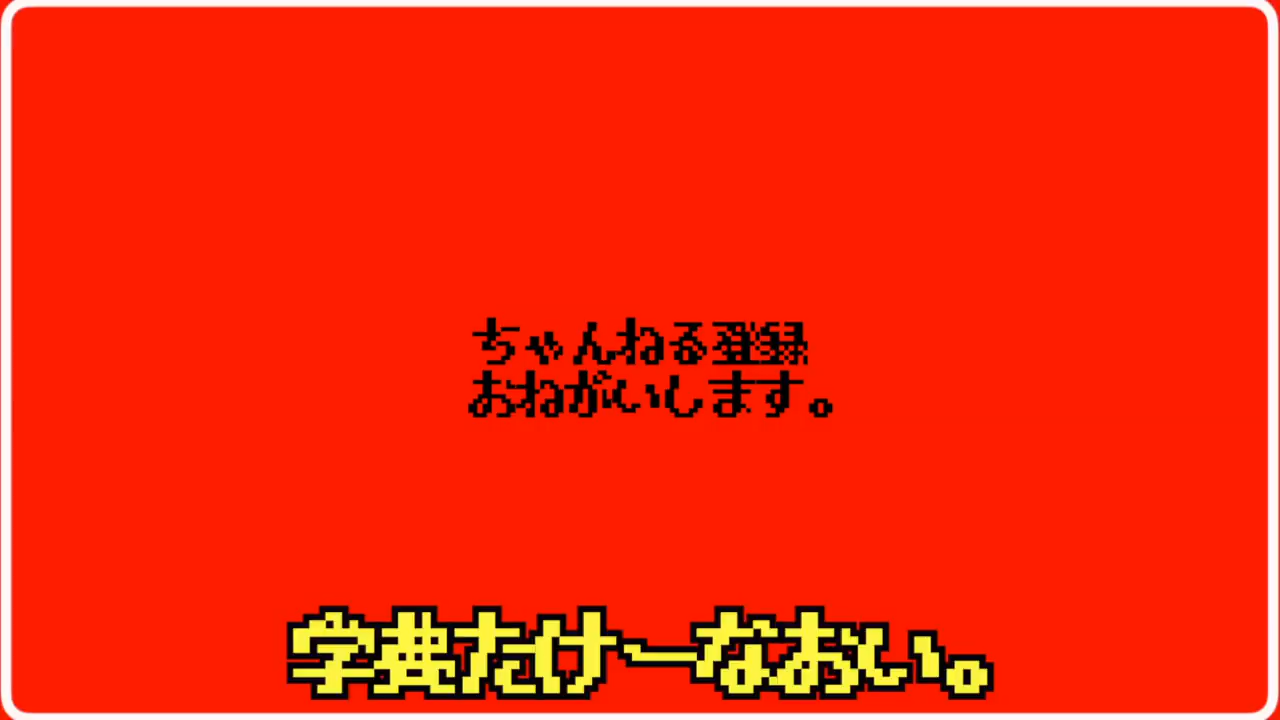 ちゃんねる登録
おねがいします。
学費たけーなおい。